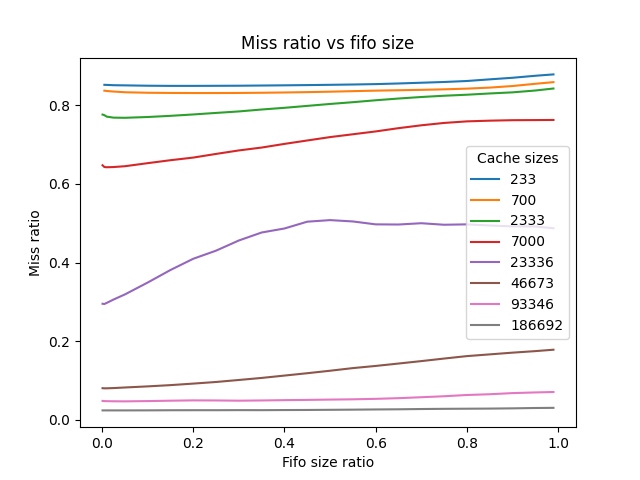 Miss ratio vs fifo size
Miss ratio
0.8
0.6
0.4
0.2
0.0
Cache sizes
233
700
2333
7000
23336
46673
93346
186692
0.0 0.2 0.4 0.6 0.8 1.0
Fifo size ratio